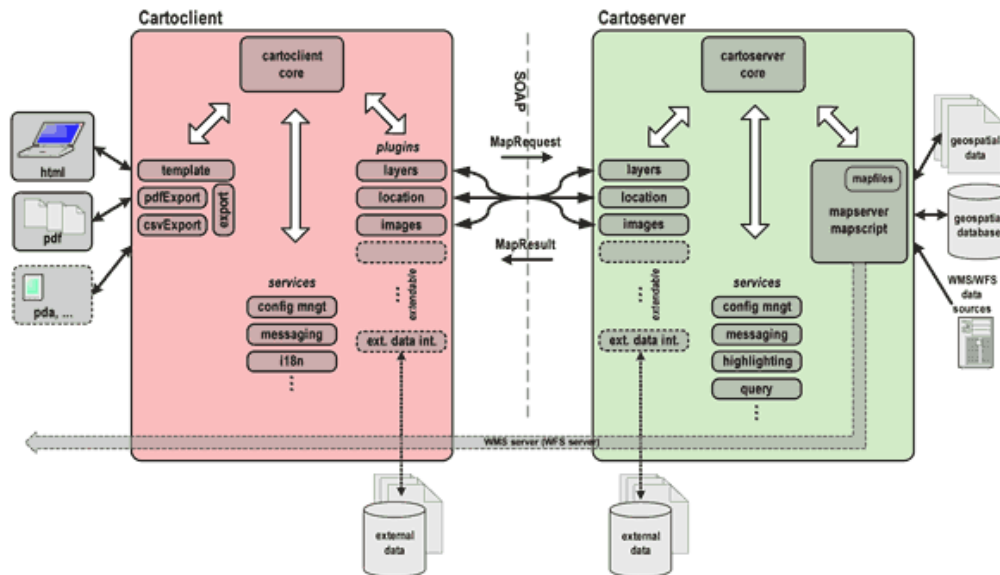 Cartoclient
Cartoserver
cartoclient
core
cartoserver
core
SOAP
MapRequest
MapResult
html
pdf
pda, ...
template
pdfExport
csvExport
export
plugins
layers
location
images
...
extendable
ext. data int.
services
config mngt
messaging
i18n
...
layers
location
images
...
extendable
ext. data int.
services
config mngt
messaging
highlighting
query
...
mapfiles
mapserver
mapscript
geospatial
data
geospatial
database
WMS/WFS
data
sources
WMS server (WFS server)
external
data
external
data